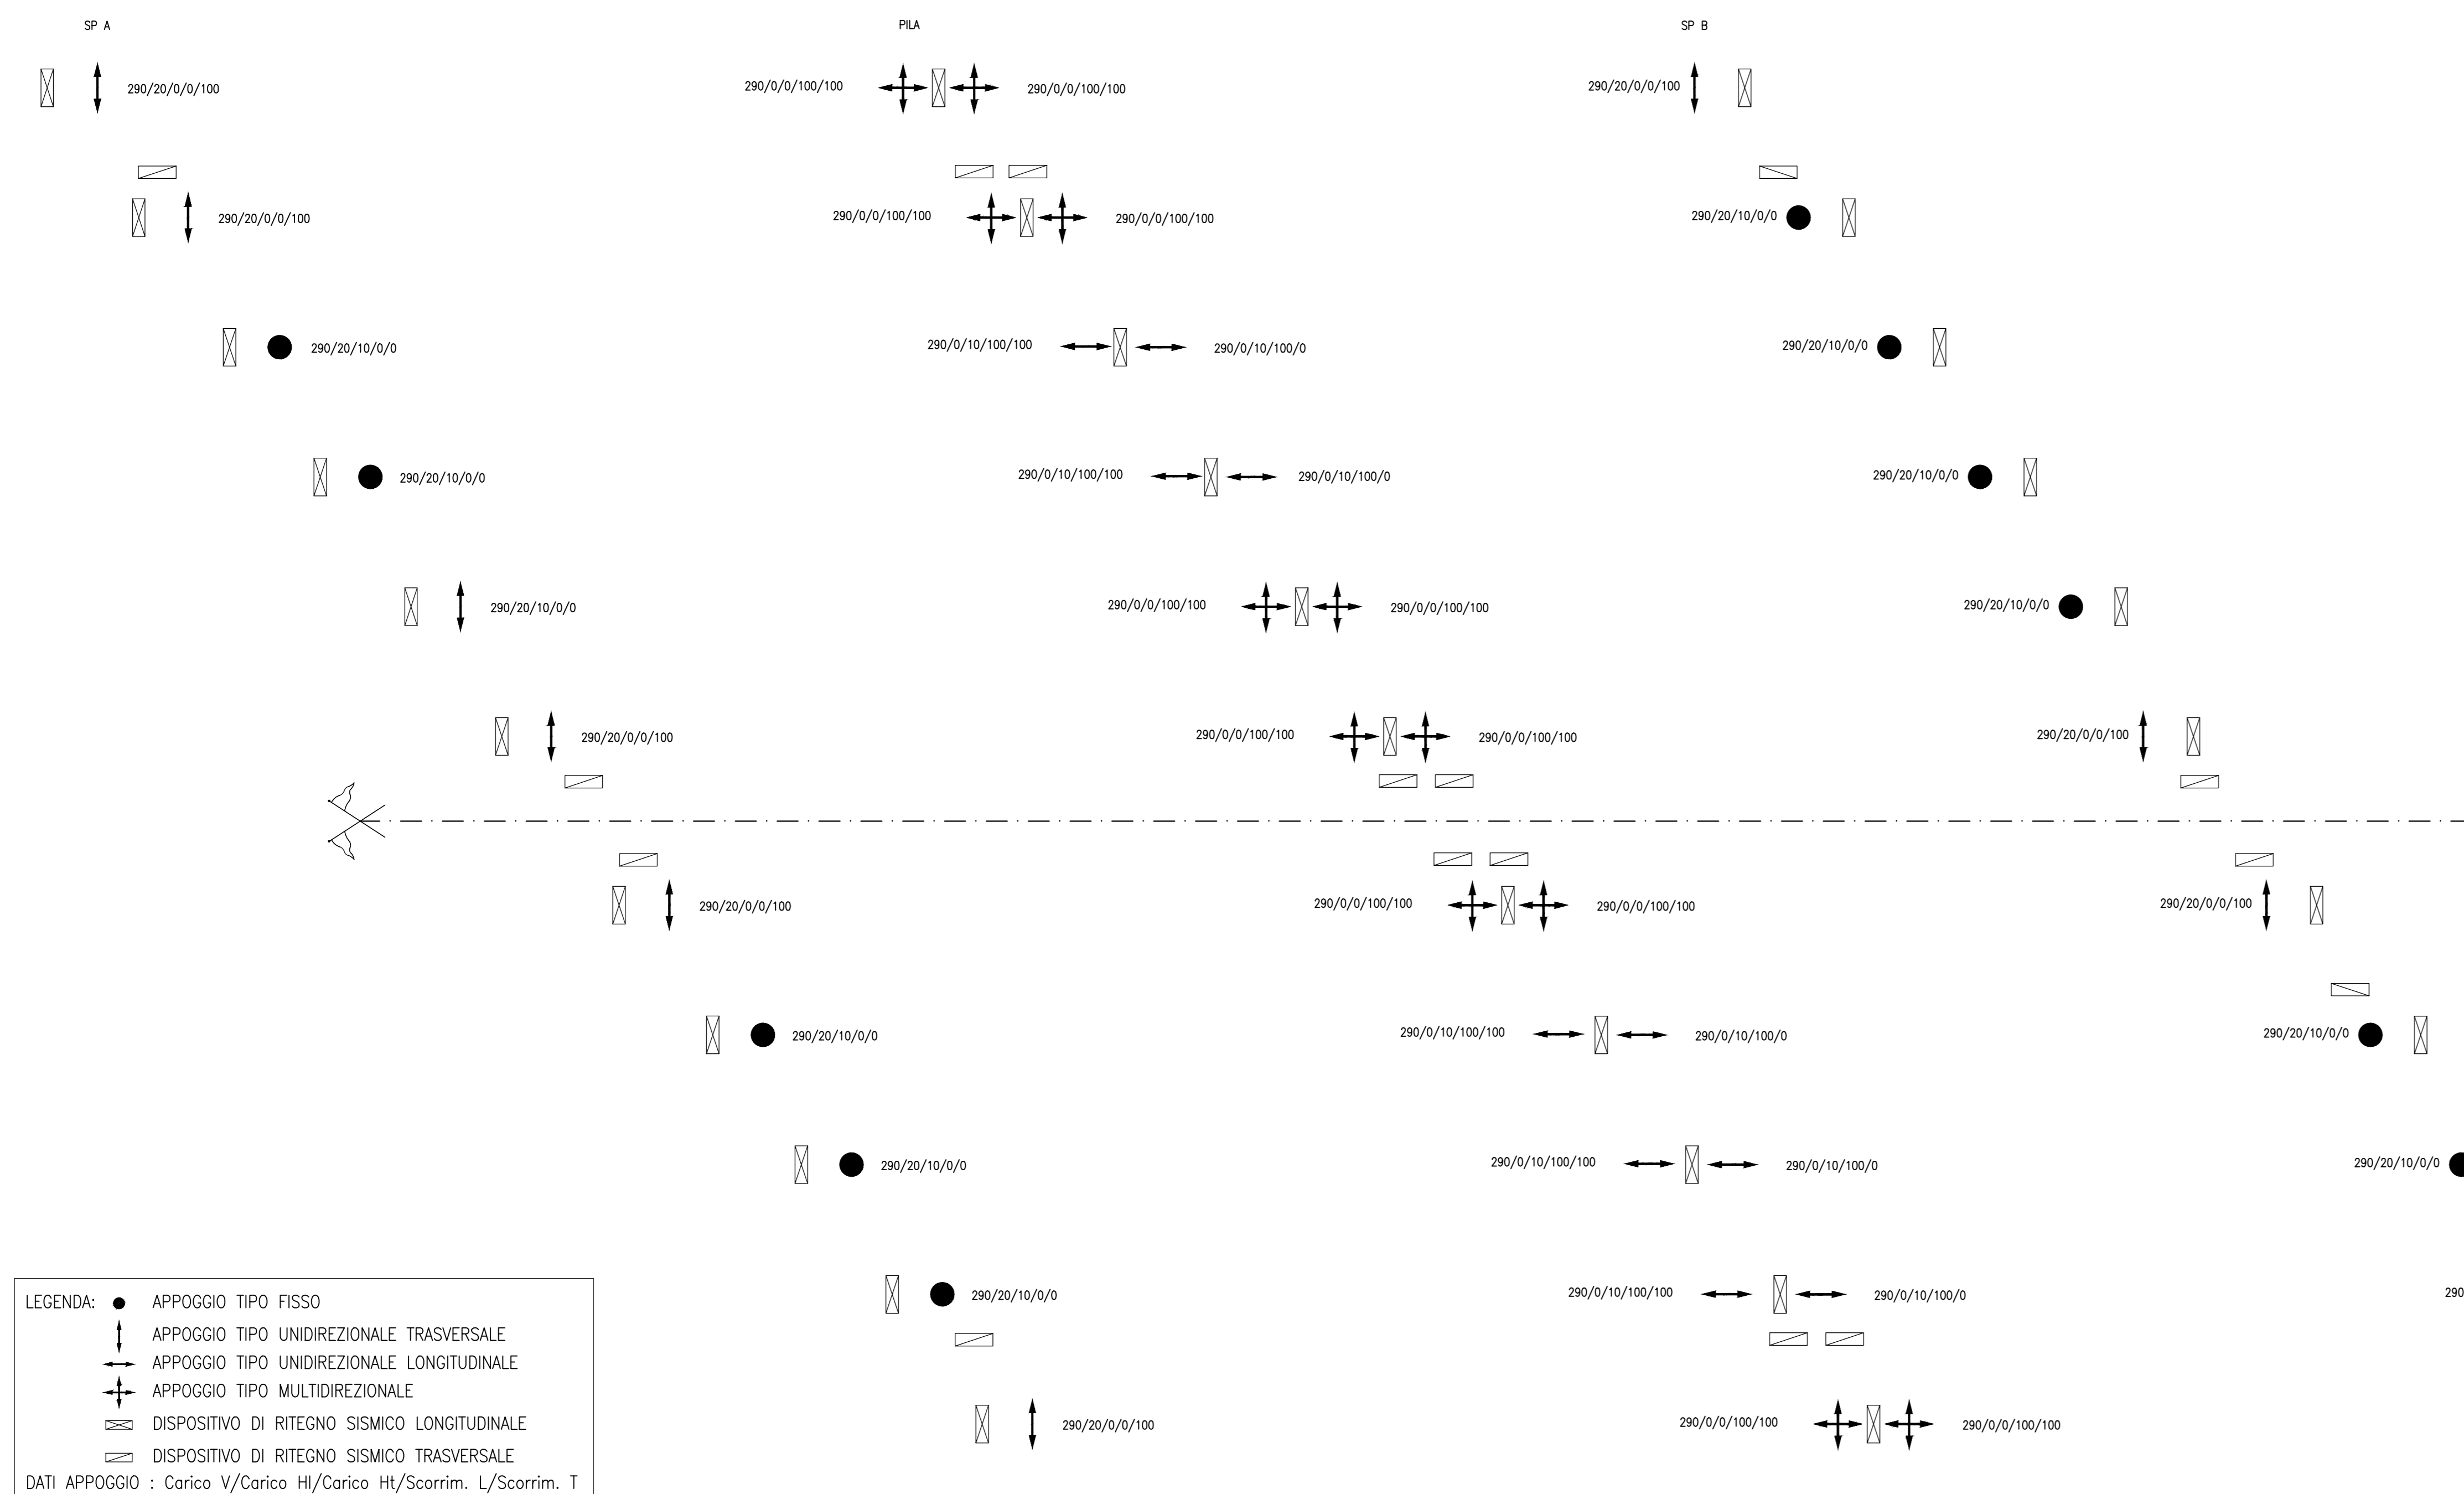 SP A PILA SP B
290/20/0/0/100 290/0/0/100/100 290/0/0/100/100 290/20/0/0/100
290/20/0/0/100 290/0/0/100/100 290/0/0/100/100 290/20/10/0/0
290/20/10/0/0 290/0/10/100/100 290/0/10/100/0 290/20/10/0/0
290/20/10/0/0 290/0/10/100/100 290/0/10/100/0 290/20/10/0/0
290/20/10/0/0 290/0/0/100/100 290/0/0/100/100 290/20/10/0/0
290/20/0/0/100 290/0/0/100/100 290/0/0/100/100 290/20/0/0/100
290/20/0/0/100 290/0/0/100/100 290/0/0/100/100 290/20/0/0/100
290/20/10/0/0 290/0/10/100/100 290/0/10/100/0 290/20/10/0/0
290/20/10/0/0 290/0/10/100/100 290/0/10/100/0 290/20/10/0/0
290/20/10/0/0 290/0/10/100/100 290/0/10/100/0 290
290/20/0/0/100 290/0/0/100/100 290/0/0/100/100
LEGENDA: APPOGGIO TIPO FISSO
APPOGGIO TIPO UNIDIREZIONALE TRASVERSALE
APPOGGIO TIPO UNIDIREZIONALE LONGITUDINALE
APPOGGIO TIPO MULTIDIREZIONALE
DISPOSITIVO DI RITEGNO SISMICO LONGITUDINALE
DISPOSITIVO DI RITEGNO SISMICO TRASVERSALE
DATI APPOGGIO : Carico V/Carico Hl/Carico Ht/Scorrim. L/Scorrim. T